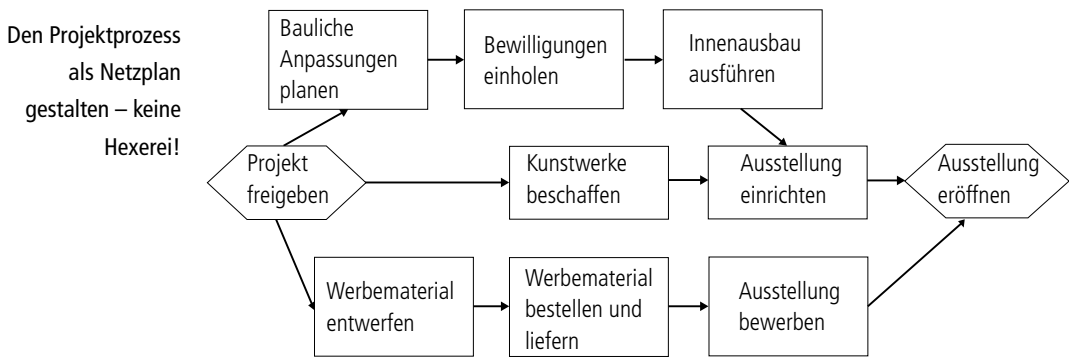 Den Projektprozess
als Netzplan
gestalten – keine
Hexerei!
Bauliche
Anpassungen
planen
Bewilligungen
einholen
Innenausbau
ausführen
Projekt
freigeben
Kunstwerke
beschaffen
Ausstellung
einrichten
Ausstellung
eröffnen
Werbematerial
entwerfen
Werbematerial
bestellen und
liefern
Ausstellung
bewerben